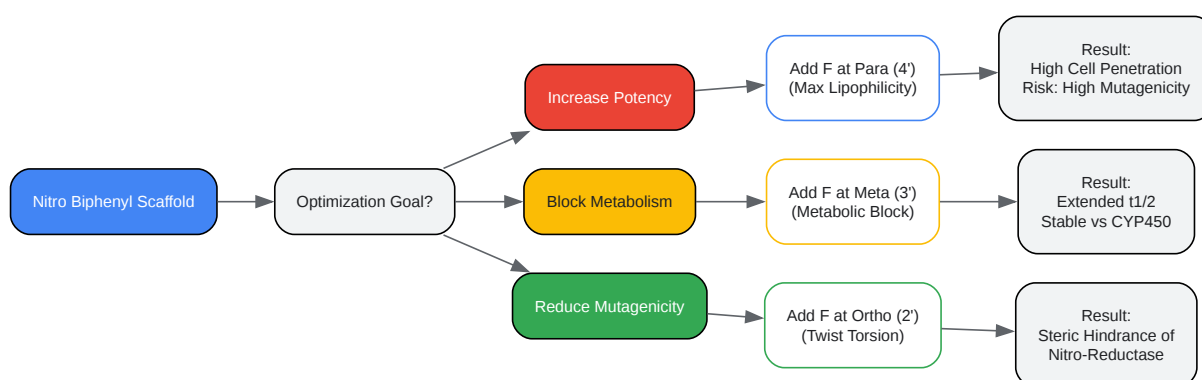 Nitro Biphenyl Scaffold
Optimization Goal?
Increase Potency
Add F at Para (4')
(Max Lipophilicity)
Result:
High Cell Penetration
Risk: High Mutagenicity
Block Metabolism
Add F at Meta (3')
(Metabolic Block)
Result:
Extended t1/2
Stable vs CYP450
Reduce Mutagenicity
Add F at Ortho (2')
(Twist Torsion)
Result:
Steric Hindrance of
Nitro-Reductase